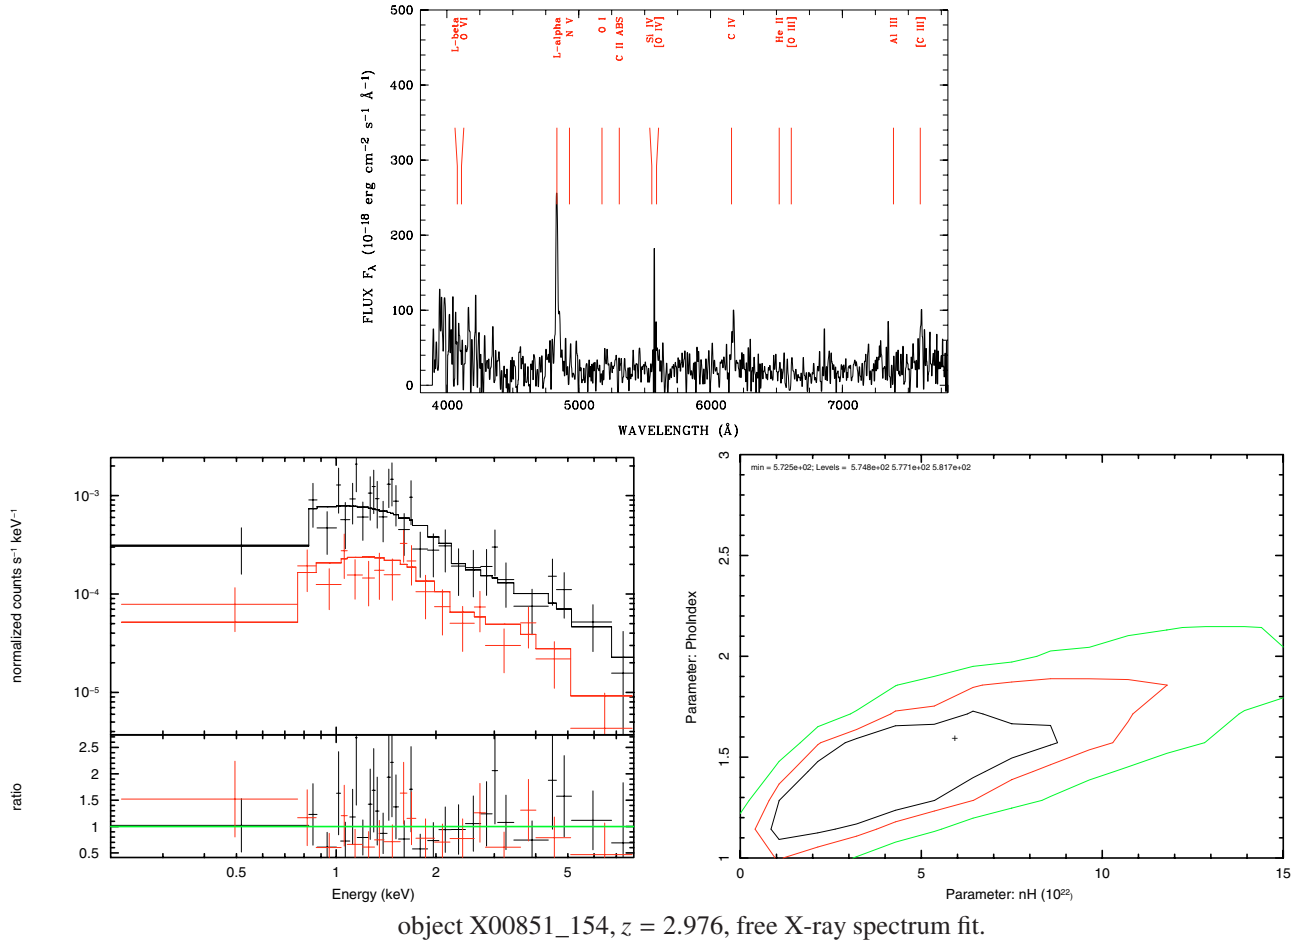 500
400
300
200
100
0
FLUX Fλ (10⁻¹⁸ erg cm⁻² s⁻¹ Å⁻¹)
L-beta
O VI
L-alpha
N V
O I
C II ABS
Si IV
[O IV]
C IV
He II
[O III]
Al III
[C III]
4000 5000 6000 7000
WAVELENGTH (Å)
10⁻³
10⁻⁴
10⁻⁵
normalized counts s⁻¹ keV⁻¹
2.5
2
1.5
1
0.5
ratio
0.5 1 2 5
Energy (keV)
min = 5.725e+02; Levels = 5.748e+02 5.771e+02 5.817e+02
3
2.5
2
1.5
1
Parameter: PhoIndex
0 5 10 15
Parameter: nH (10²²)
object X00851_154, z = 2.976, free X-ray spectrum fit.